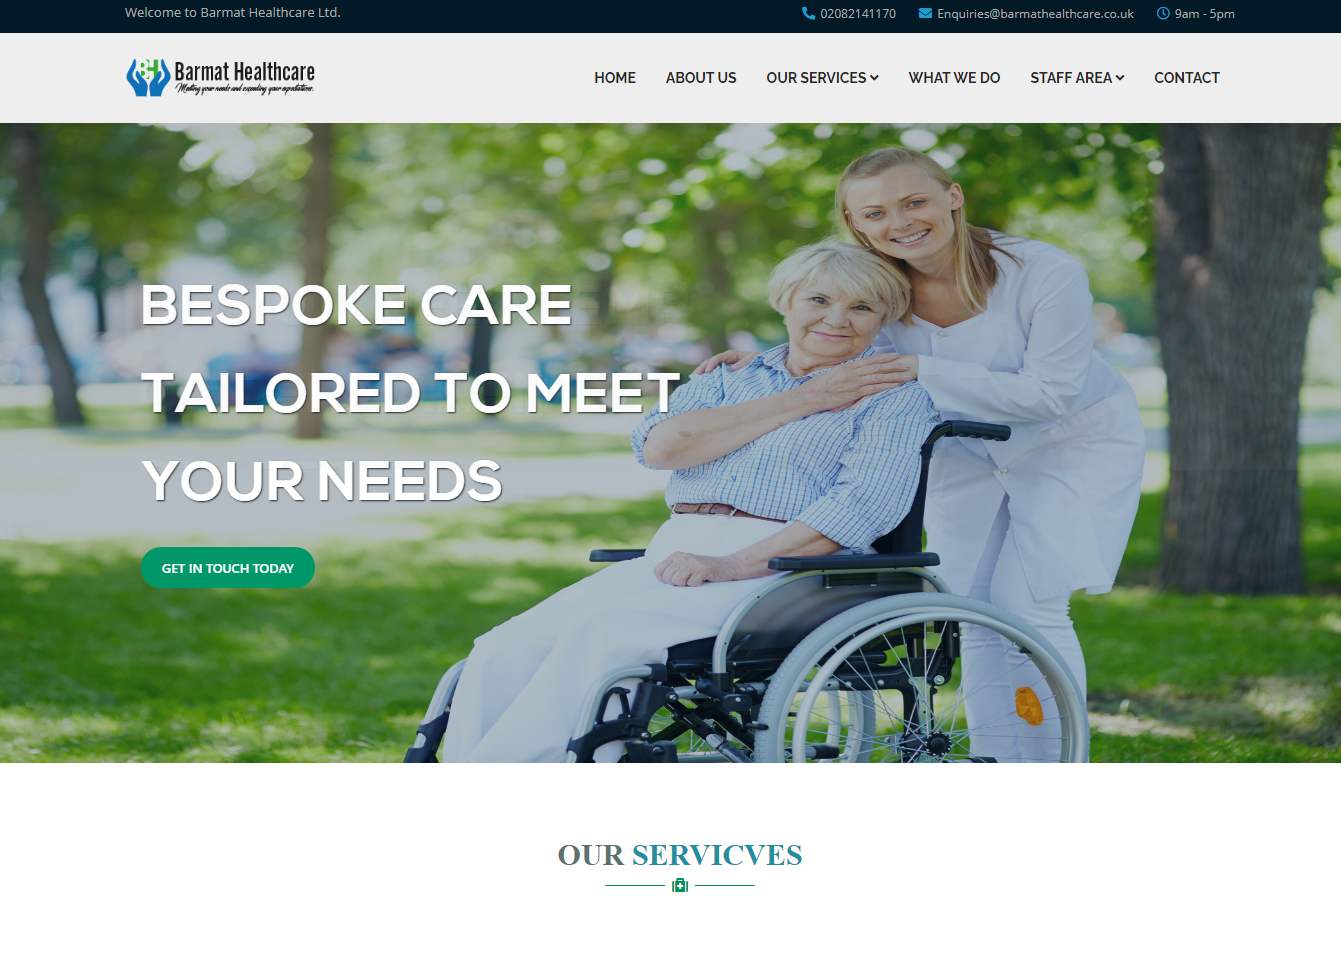 Welcome to Barmat Healthcare Ltd.
02082141170 Enquiries@barmathealthcare.co.uk 9am - 5pm
BH
Barmat Healthcare
Meeting your needs and exceeding your expectations.
HOME ABOUT US OUR SERVICES WHAT WE DO STAFF AREA CONTACT
BESPOKE CARE
TAILORED TO MEET
YOUR NEEDS
GET IN TOUCH TODAY
OUR SERVICVES